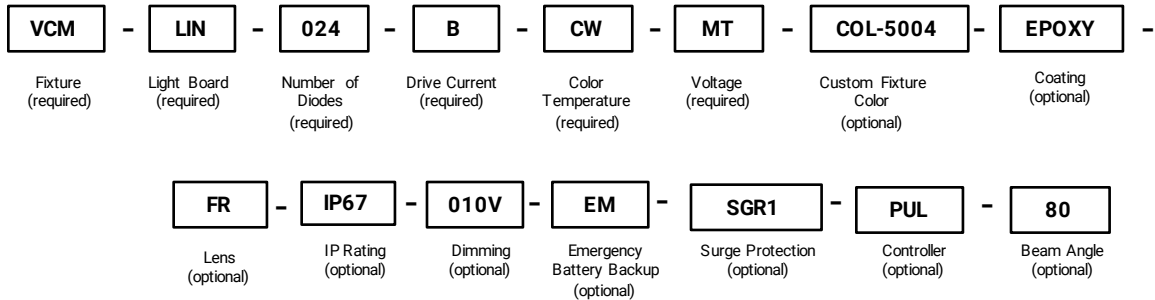 VCM - LIN - 024 - B - CW - MT - COL-5004 - EPOXY -
Fixture (required)
Light Board (required)
Number of Diodes (required)
Drive Current (required)
Color Temperature (required)
Voltage (required)
Custom Fixture Color (optional)
Coating (optional)
FR - IP67 - 010V - EM - SGR1 - PUL - 80
Lens (optional)
IP Rating (optional)
Dimming (optional)
Emergency Battery Backup (optional)
Surge Protection (optional)
Controller (optional)
Beam Angle (optional)